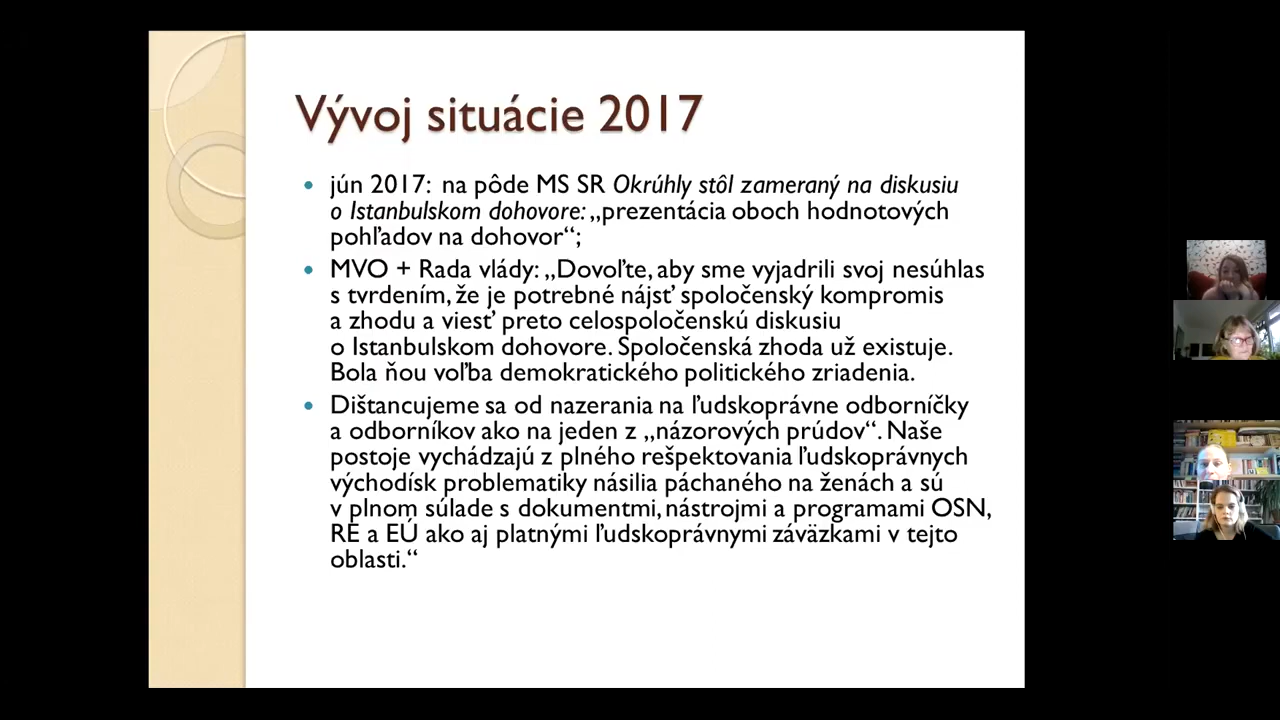 Vývoj situácie 2017
• jún 2017:  na pôde MS SR Okrúhly stôl zameraný na diskusiu
o Istanbulskom dohovore: „prezentácia oboch hodnotových
pohľadov na dohovor“;
• MVO + Rada vlády: „Dovoľte, aby sme vyjadrili svoj nesúhlas
s tvrdením, že je potrebné nájsť spoločenský kompromis
a zhodu a viesť preto celospoločenskú diskusiu
o Istanbulskom dohovore. Spoločenská zhoda už existuje.
Bola ňou voľba demokratického politického zriadenia.
• Dištancujeme sa od nazerania na ľudskoprávne odborníčky
a odborníkov ako na jeden z „názorových prúdov“. Naše
postoje vychádzajú z plného rešpektovania ľudskoprávnych
východísk problematiky násilia páchaného na ženách a sú
v plnom súlade s dokumentmi, nástrojmi a programami OSN,
RE a EÚ ako aj platnými ľudskoprávnymi záväzkami v tejto
oblasti.“